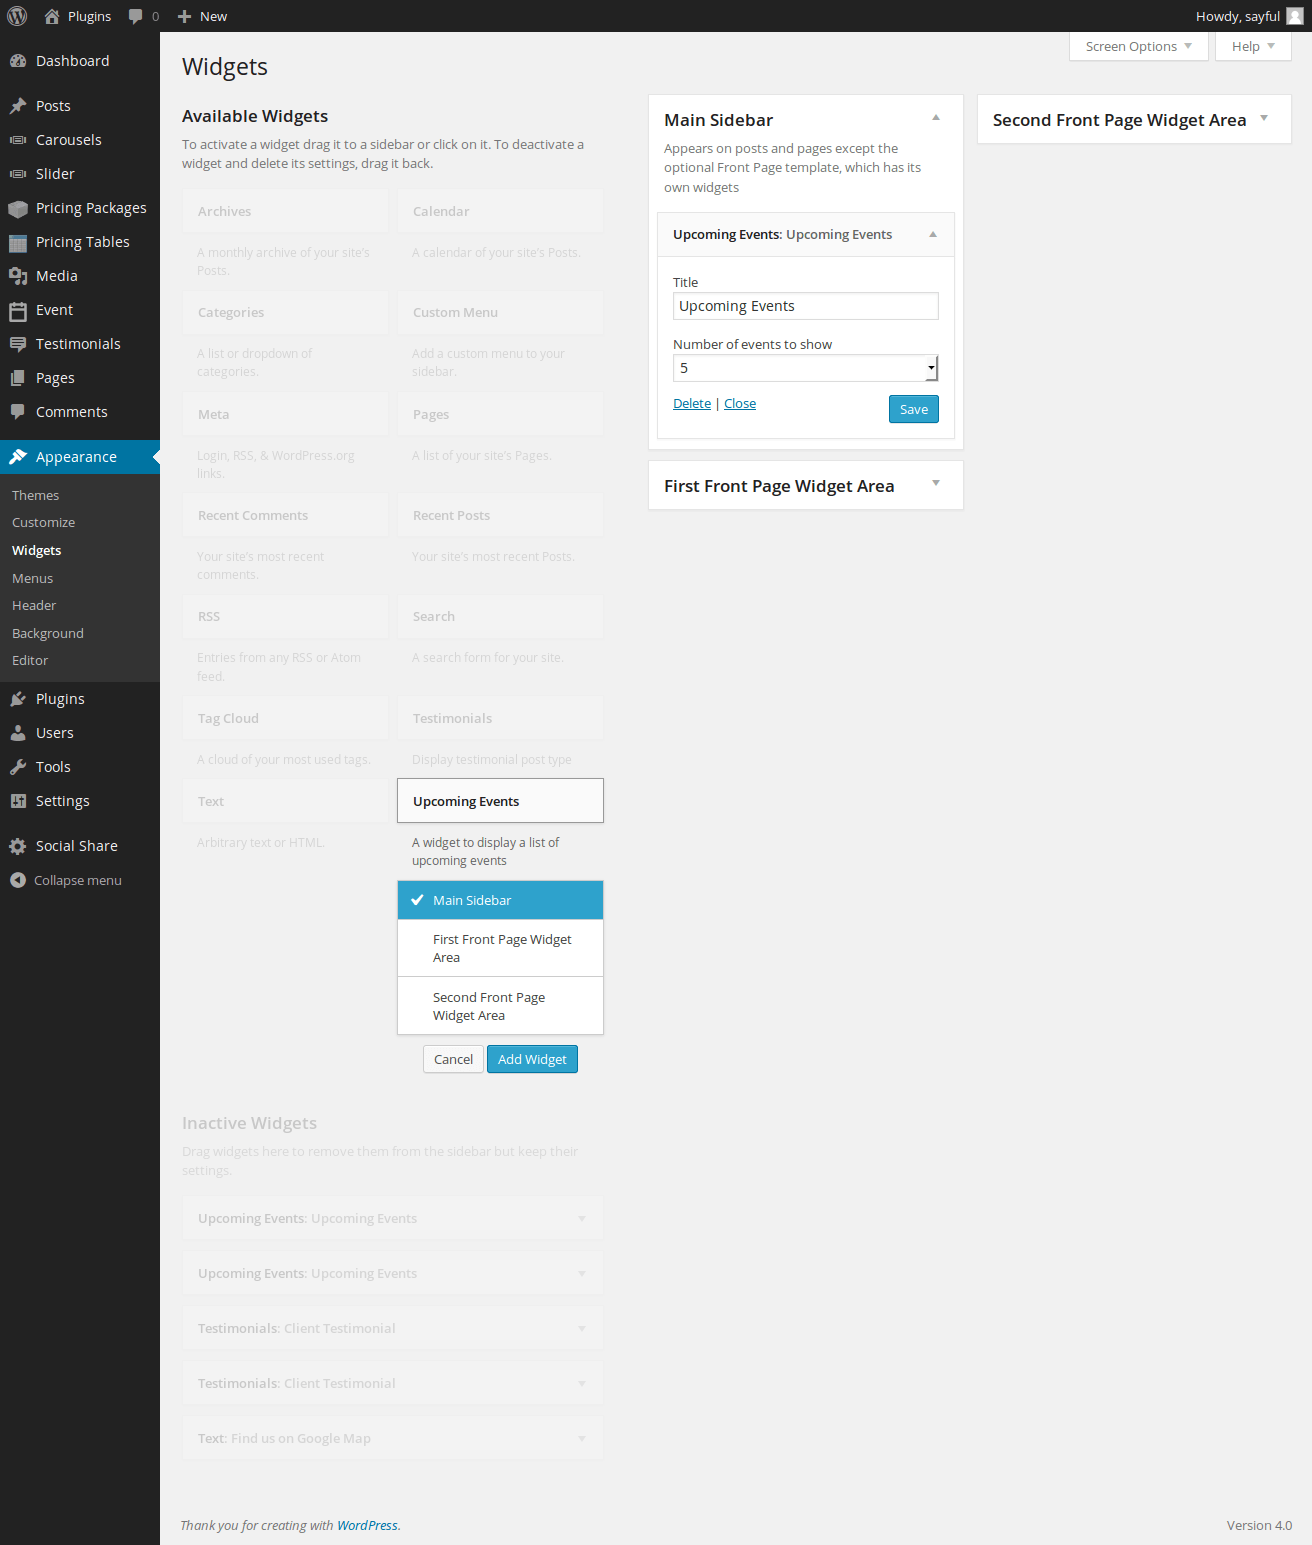 Plugins
0
New
Howdy, sayful
Dashboard
Posts
Carousels
Slider
Pricing Packages
Pricing Tables
Media
Event
Testimonials
Pages
Comments
Appearance
Themes
Customize
Widgets
Menus
Header
Background
Editor
Plugins
Users
Tools
Settings
Social Share
Collapse menu
Screen Options
Help
Widgets
Available Widgets
To activate a widget drag it to a sidebar or click on it. To deactivate a
widget and delete its settings, drag it back.
Archives
A monthly archive of your site's
Posts.
Calendar
A calendar of your site's Posts.
Categories
A list or dropdown of
categories.
Custom Menu
Add a custom menu to your
sidebar.
Meta
Login, RSS, & WordPress.org
links.
Pages
A list of your site's Pages.
Recent Comments
Your site's most recent
comments.
Recent Posts
Your site's most recent Posts.
RSS
Entries from any RSS or Atom
feed.
Search
A search form for your site.
Tag Cloud
A cloud of your most used tags.
Testimonials
Display testimonial post type
Text
Arbitrary text or HTML.
Upcoming Events
A widget to display a list of
upcoming events
Main Sidebar
First Front Page Widget
Area
Second Front Page
Widget Area
Cancel
Add Widget
Inactive Widgets
Drag widgets here to remove them from the sidebar but keep their
settings.
Upcoming Events: Upcoming Events
Upcoming Events: Upcoming Events
Testimonials: Client Testimonial
Testimonials: Client Testimonial
Text: Find us on Google Map
Main Sidebar
Appears on posts and pages except the
optional Front Page template, which has its
own widgets
Upcoming Events: Upcoming Events
Title
Upcoming Events
Number of events to show
5
Delete | Close
Save
First Front Page Widget Area
Second Front Page Widget Area
Thank you for creating with WordPress.
Version 4.0